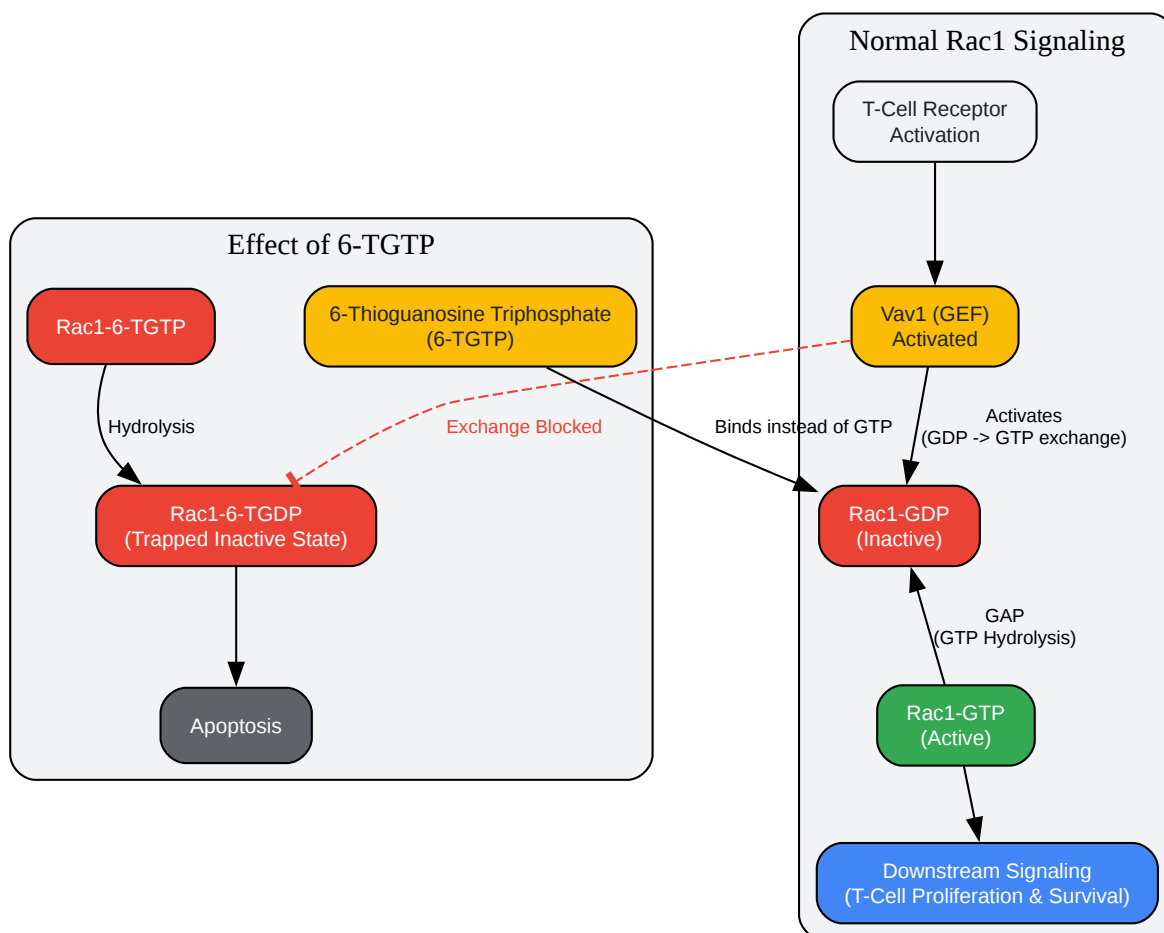 Normal Rac1 Signaling
T-Cell Receptor
Activation
Effect of 6-TGTP
Rac1-6-TGTP
6-Thioguanosine Triphosphate
(6-TGTP)
Vav1 (GEF)
Activated
Hydrolysis
Exchange Blocked
Binds instead of GTP
Activates
(GDP -> GTP exchange)
Rac1-6-TGDP
(Trapped Inactive State)
Rac1-GDP
(Inactive)
GAP
(GTP Hydrolysis)
Apoptosis
Rac1-GTP
(Active)
Downstream Signaling
(T-Cell Proliferation & Survival)